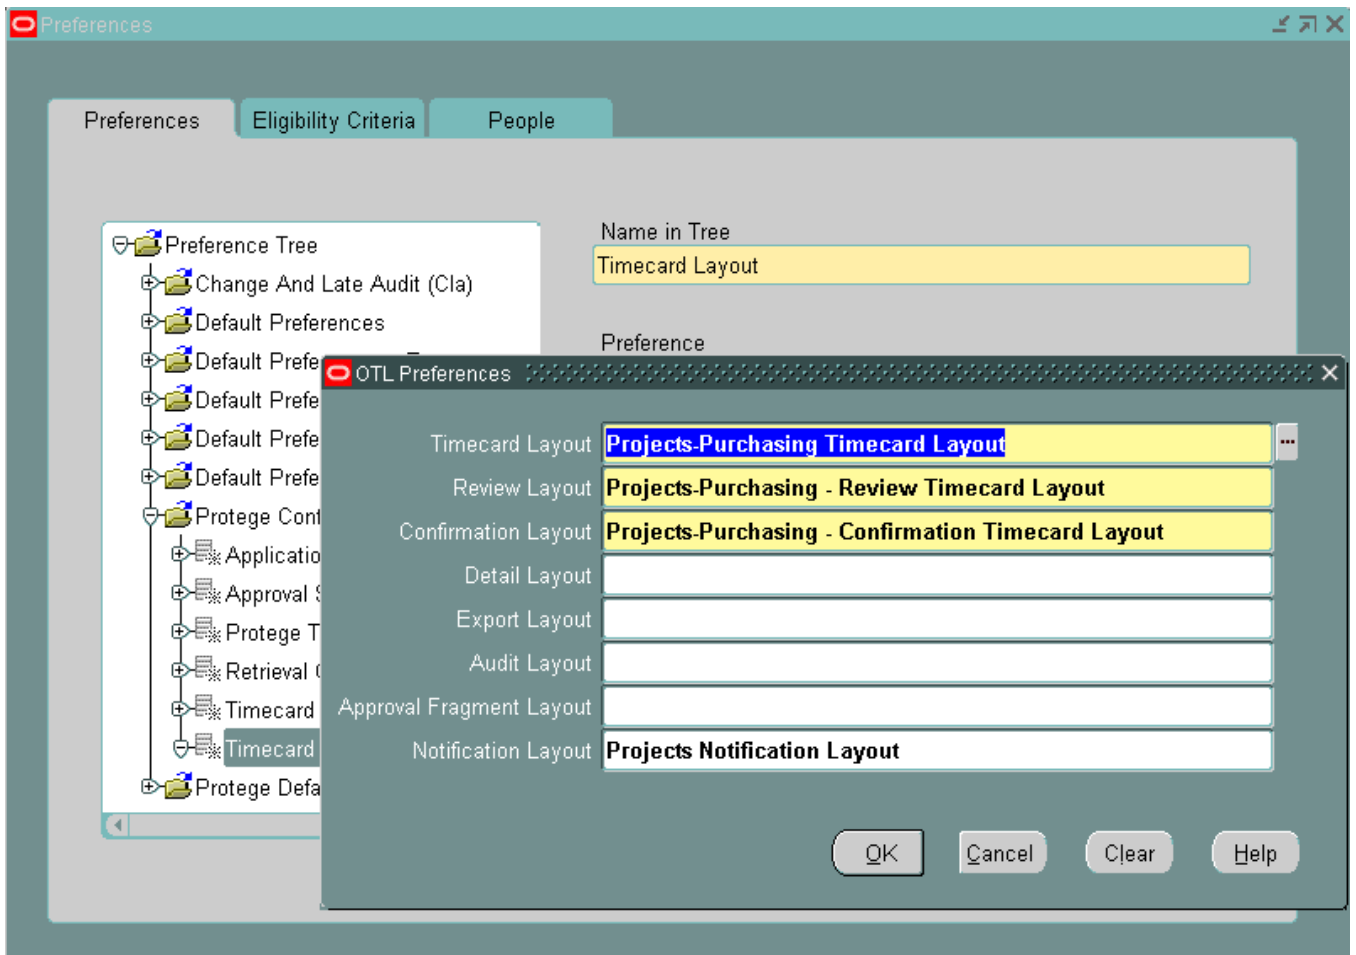 Preferences
Preferences
Eligibility Criteria
People
Preference Tree
Change And Late Audit (Cla)
Default Preferences
Default Prefe
Default Prefe
Default Prefe
Default Prefe
Protege Cont
Applicatio
Approval
Protege T
Retrieval
Timecard
Timecard
Protege Defa
Name in Tree
Timecard Layout
Preference
OTL Preferences
Timecard Layout Projects-Purchasing Timecard Layout
Review Layout Projects-Purchasing - Review Timecard Layout
Confirmation Layout Projects-Purchasing - Confirmation Timecard Layout
Detail Layout
Export Layout
Audit Layout
Approval Fragment Layout
Notification Layout Projects Notification Layout
OK
Cancel
Clear
Help